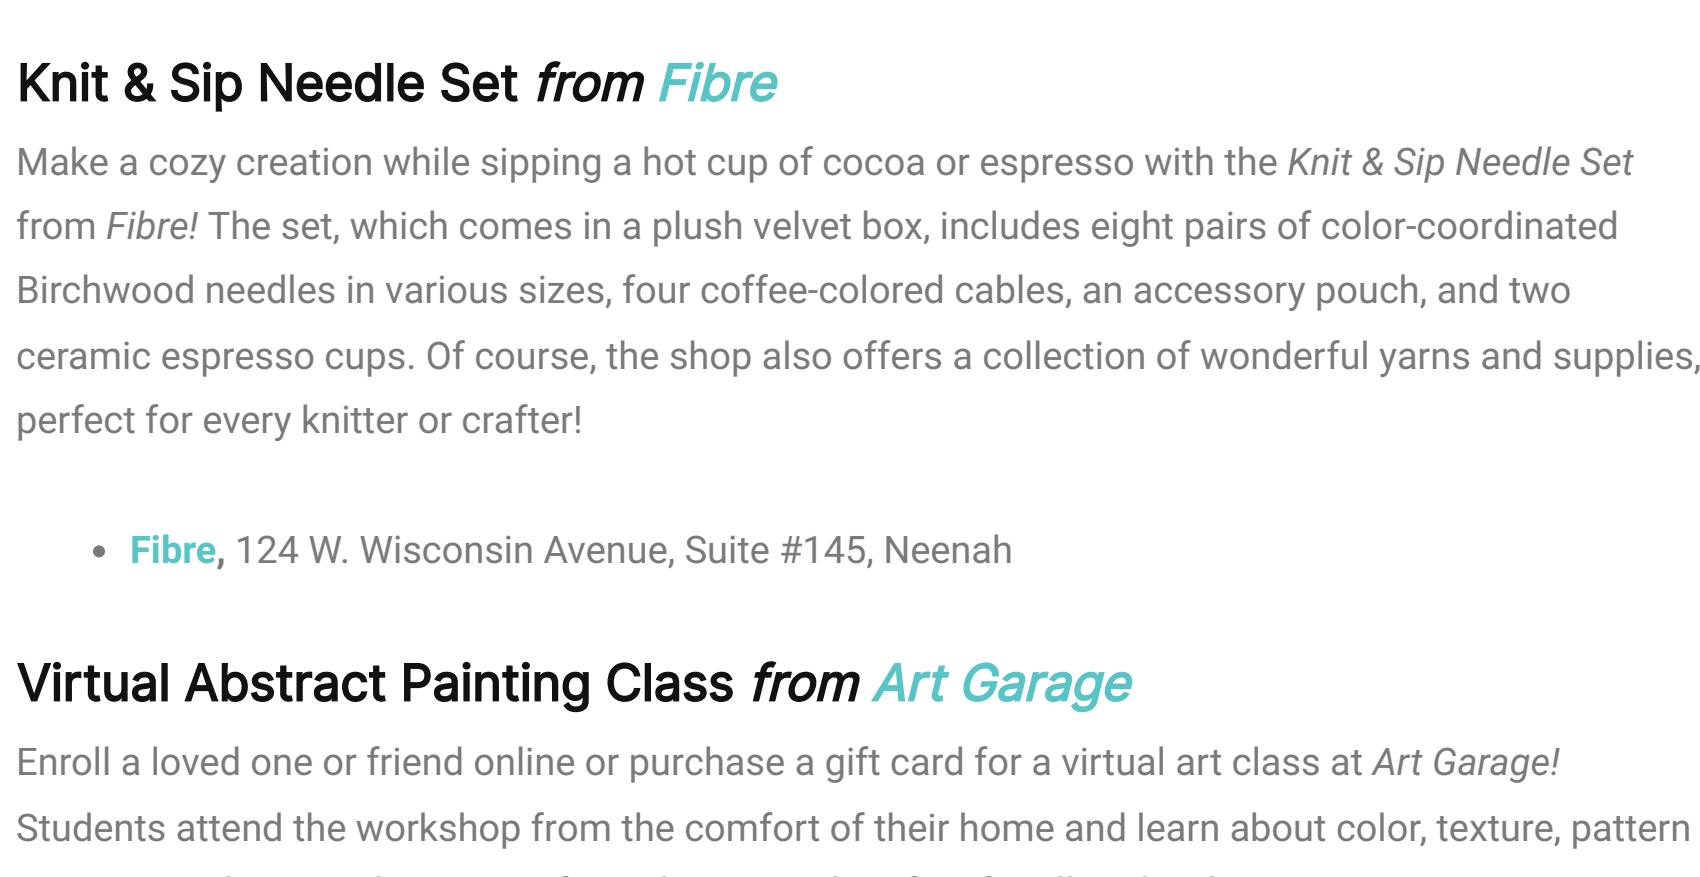 Knit & Sip Needle Set from Fibre
Make a cozy creation while sipping a hot cup of cocoa or espresso with the Knit & Sip Needle Set
from Fibre! The set, which comes in a plush velvet box, includes eight pairs of color-coordinated
Birchwood needles in various sizes, four coffee-colored cables, an accessory pouch, and two
ceramic espresso cups. Of course, the shop also offers a collection of wonderful yarns and supplies,
perfect for every knitter or crafter!
• Fibre, 124 W. Wisconsin Avenue, Suite #145, Neenah
Virtual Abstract Painting Class from Art Garage
Enroll a loved one or friend online or purchase a gift card for a virtual art class at Art Garage!
Students attend the workshop from the comfort of their home and learn about color, texture, pattern